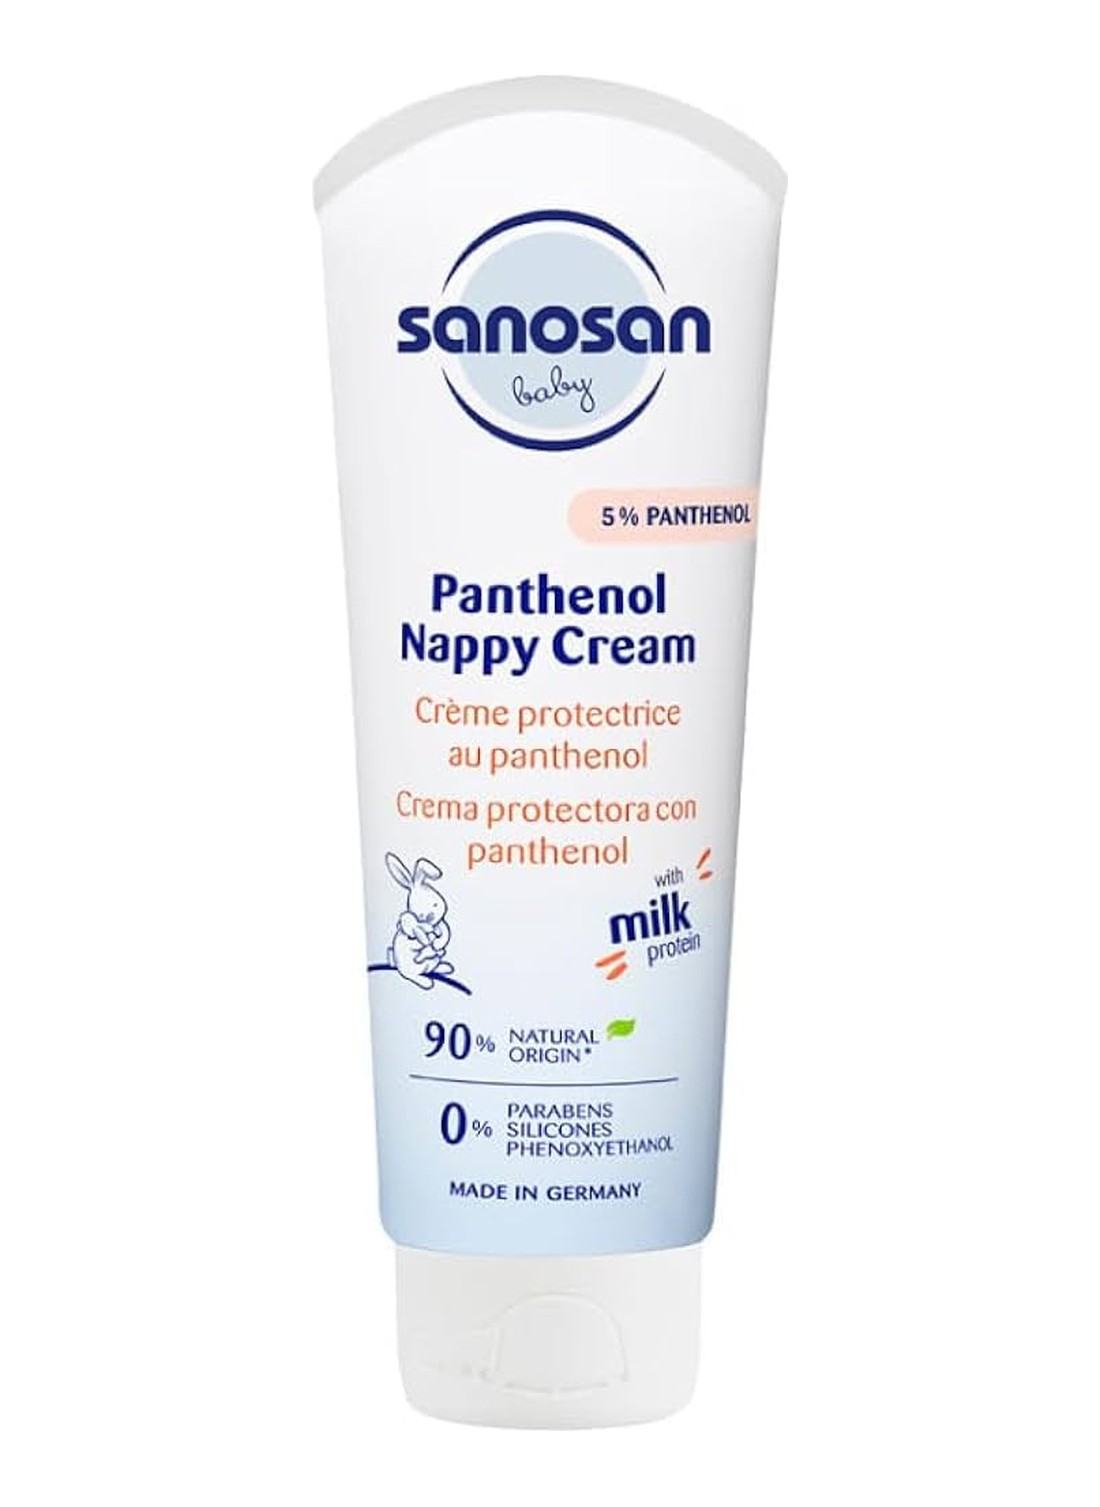 sanosan
baby
5% PANTHENOL
Panthenol
Nappy Cream
Crème protectrice
au panthenol
Crema protectora con
panthenol
with
milk
protein
90% NATURAL
ORIGIN*
0% PARABENS
SILICONES
PHENOXYETHANOL
MADE IN GERMANY